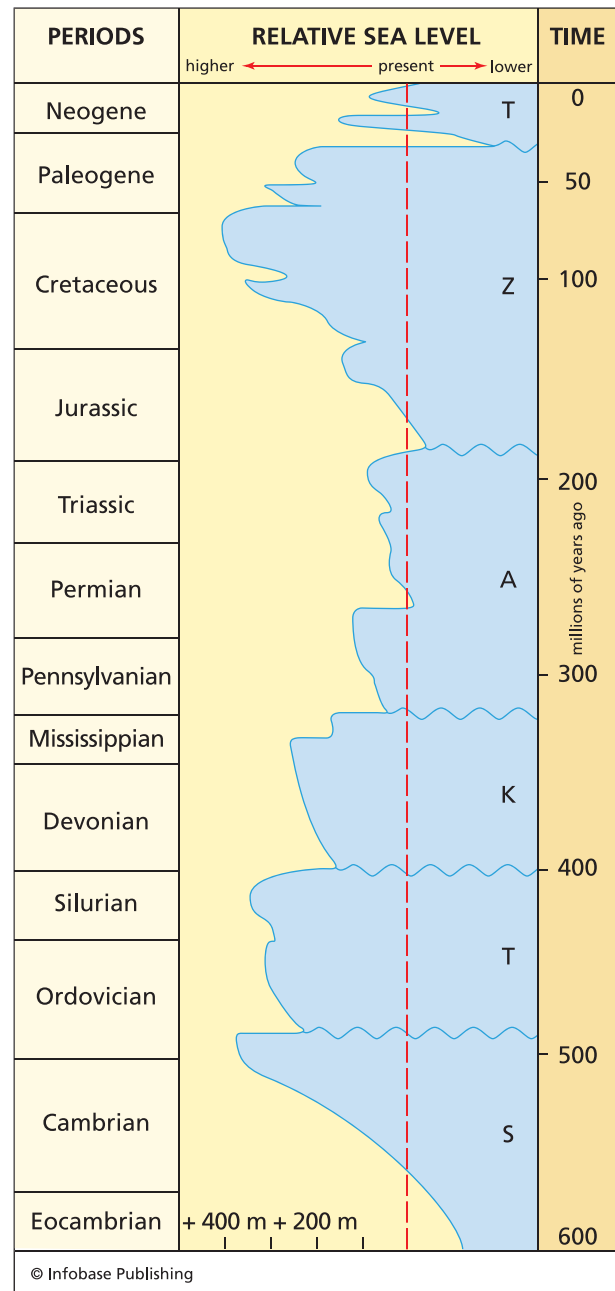 PERIODS
RELATIVE SEA LEVEL
TIME
higher present lower
Neogene
T
0
Paleogene
50
Cretaceous
Z
100
Jurassic
Triassic
200
millions of years ago
Permian
A
Pennsylvanian
300
Mississippian
Devonian
K
400
Silurian
Ordovician
T
500
Cambrian
S
Eocambrian
+ 400 m + 200 m
600
© Infobase Publishing